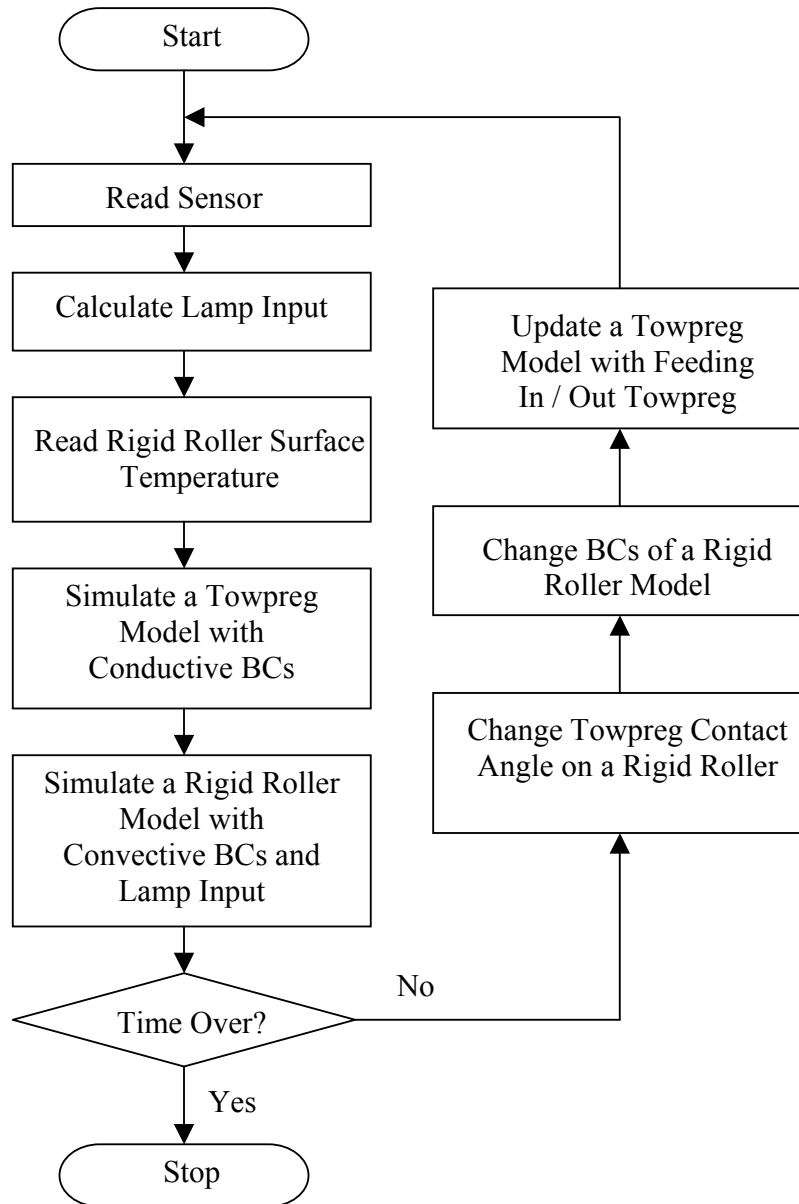 Start
Read Sensor
Calculate Lamp Input
Read Rigid Roller Surface
Temperature
Simulate a Towpreg
Model with
Conductive BCs
Simulate a Rigid Roller
Model with
Convective BCs and
Lamp Input
Time Over?
No
Yes
Stop
Change Towpreg Contact
Angle on a Rigid Roller
Change BCs of a Rigid
Roller Model
Update a Towpreg
Model with Feeding
In / Out Towpreg